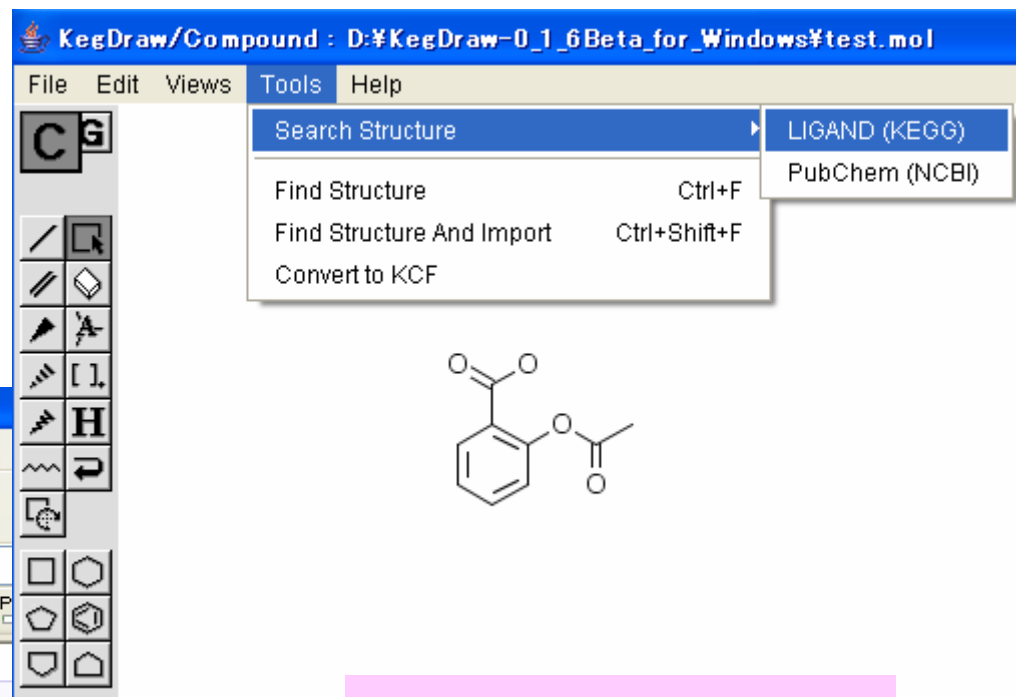 KegDraw/Compound : D:¥KegDraw-0_1_6Beta_for_Windows¥test.mol
File Edit Views Tools Help
C G
Search Structure
LIGAND (KEGG)
PubChem (NCBI)
Find Structure Ctrl+F
Find Structure And Import Ctrl+Shift+F
Convert to KCF
A
[ ]
H
O O
O
O
P